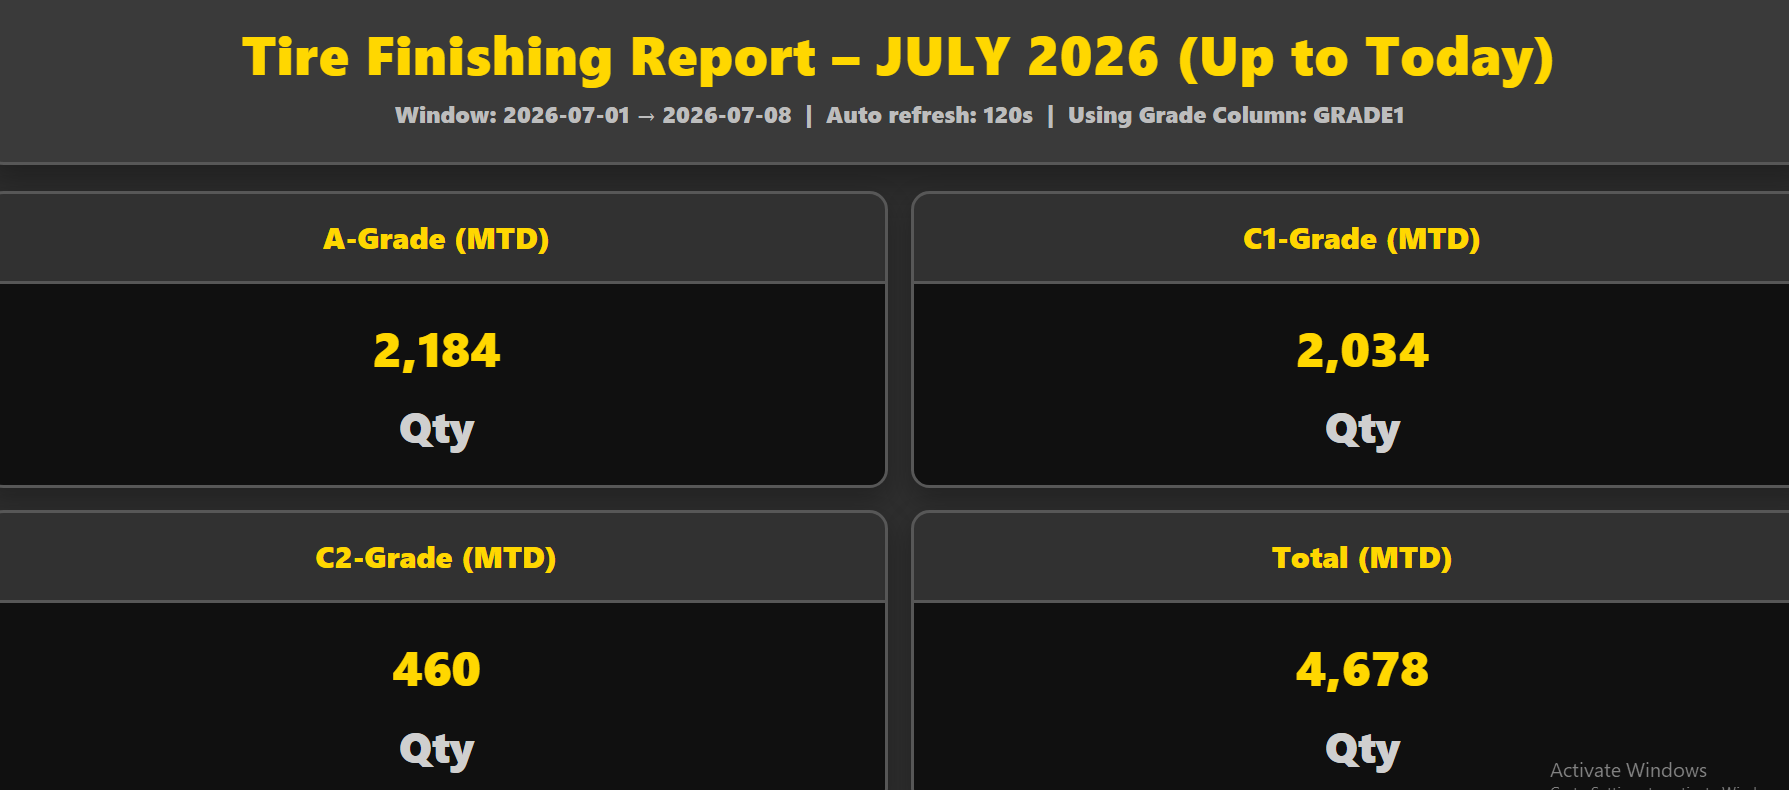 Tire Finishing Report – JULY 2026 (Up to Today)
Window: 2026-07-01 → 2026-07-08 | Auto refresh: 120s | Using Grade Column: GRADE1
A-Grade (MTD)
2,184
Qty
C1-Grade (MTD)
2,034
Qty
C2-Grade (MTD)
460
Qty
Total (MTD)
4,678
Qty
Activate Windows